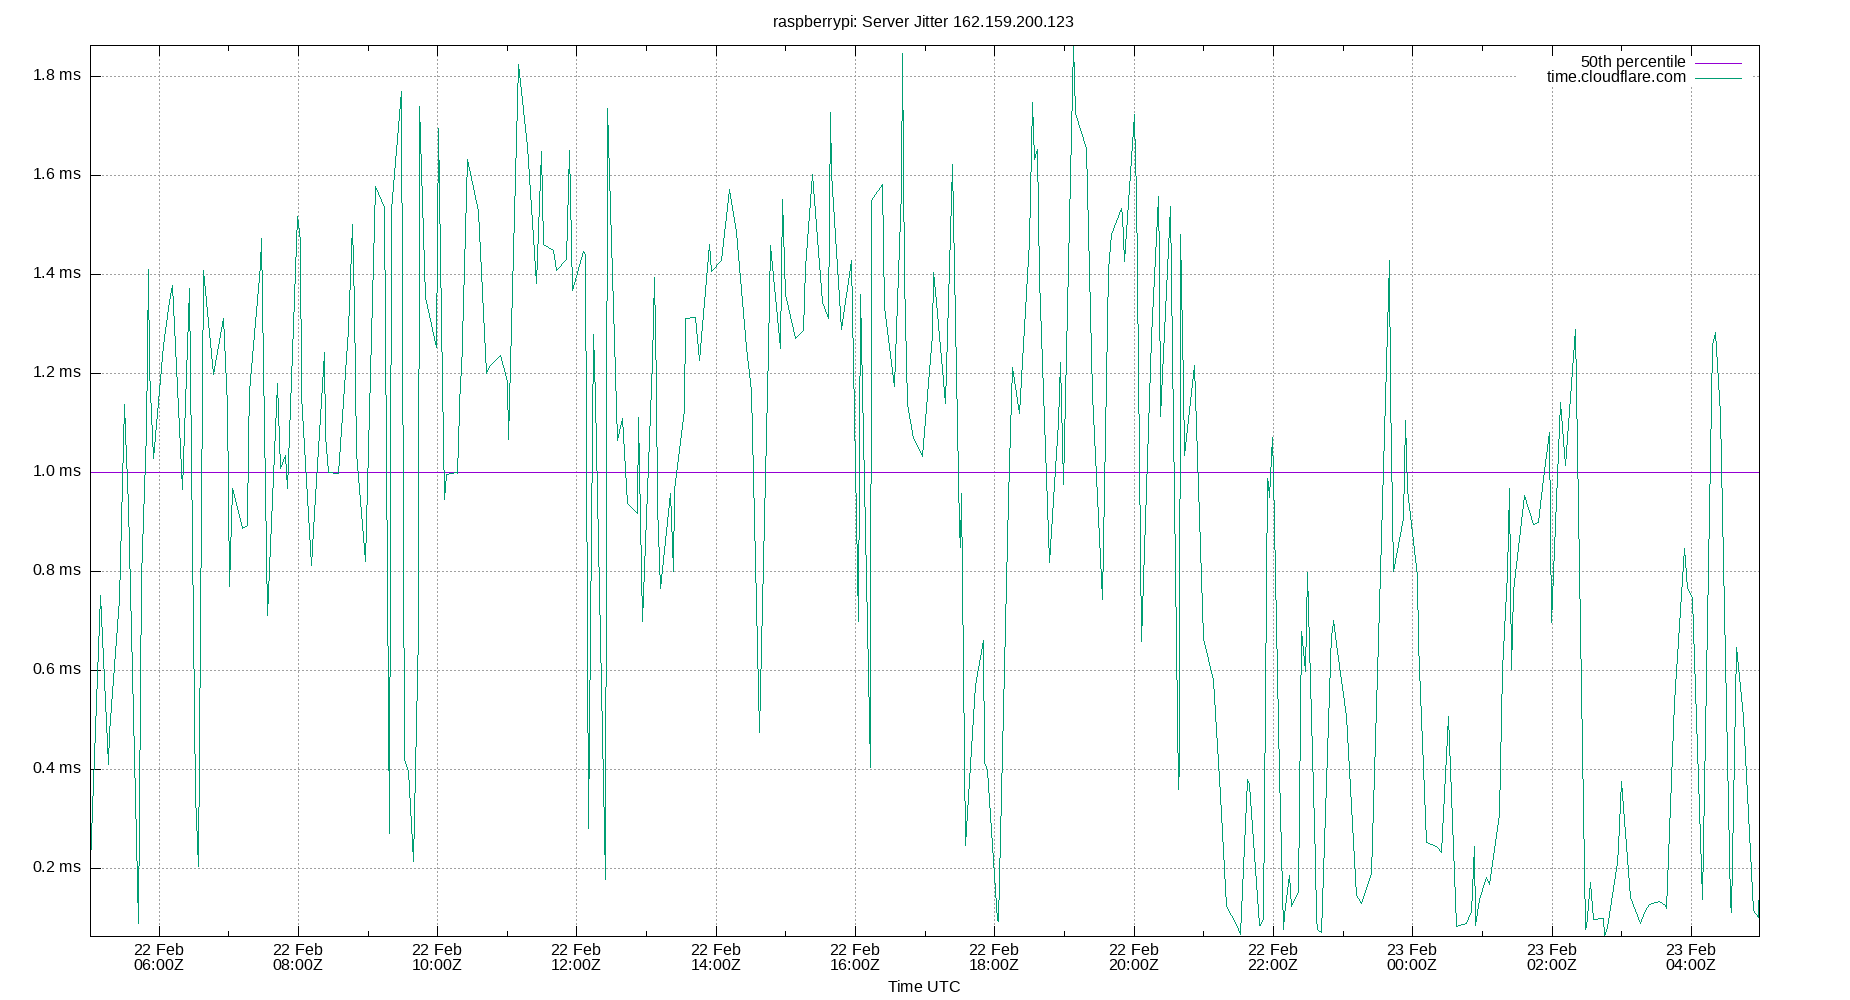 raspberrypi: Server Jitter 162.159.200.123
50th percentile
time.cloudflare.com
1.8 ms
1.6 ms
1.4 ms
1.2 ms
1.0 ms
0.8 ms
0.6 ms
0.4 ms
0.2 ms
22 Feb 22 Feb 22 Feb 22 Feb 22 Feb 22 Feb 22 Feb 22 Feb 22 Feb 23 Feb 23 Feb 23 Feb
06:00Z 08:00Z 10:00Z 12:00Z 14:00Z 16:00Z 18:00Z 20:00Z 22:00Z 00:00Z 02:00Z 04:00Z
Time UTC